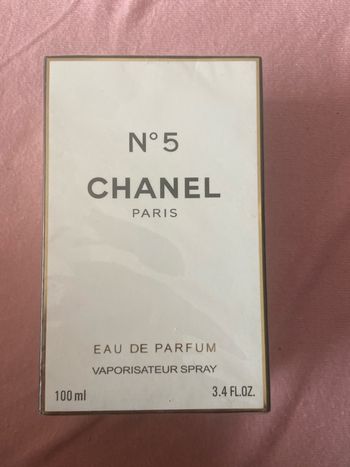 N°5
CHANEL
PARIS
EAU DE PARFUM
VAPORISATEUR SPRAY
100 ml 3.4 FL.OZ.